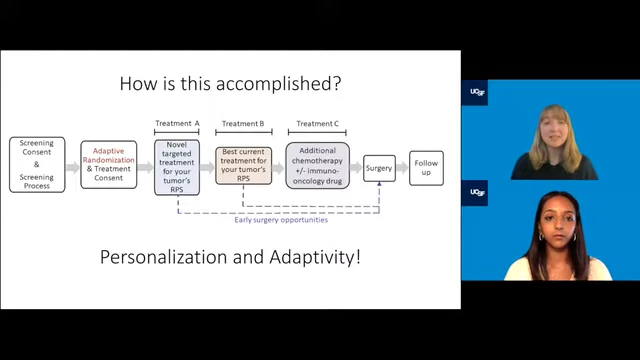 How is this accomplished?
Treatment A
Treatment B
Treatment C
Screening
Consent
&
Screening
Process
Adaptive
Randomization
& Treatment
Consent
Novel
targeted
treatment
for your
tumor's
RPS
Best current
treatment for
your tumor's
RPS
Additional
chemotherapy
+/- immuno-
oncology drug
Surgery
Follow
up
Early surgery opportunities
Personalization and Adaptivity!
UCSF
UCSF